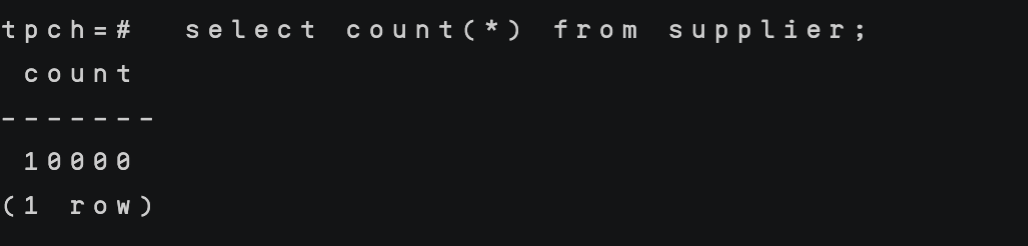 tpch=#  select count(*) from supplier;
 count
-------
 10000
(1 row)